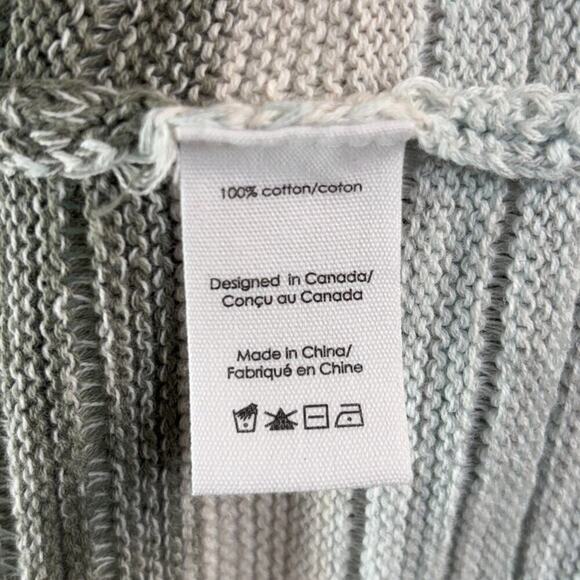 100% cotton/coton
Designed in Canada/
Conçu au Canada
Made in China/
Fabriqué en Chine